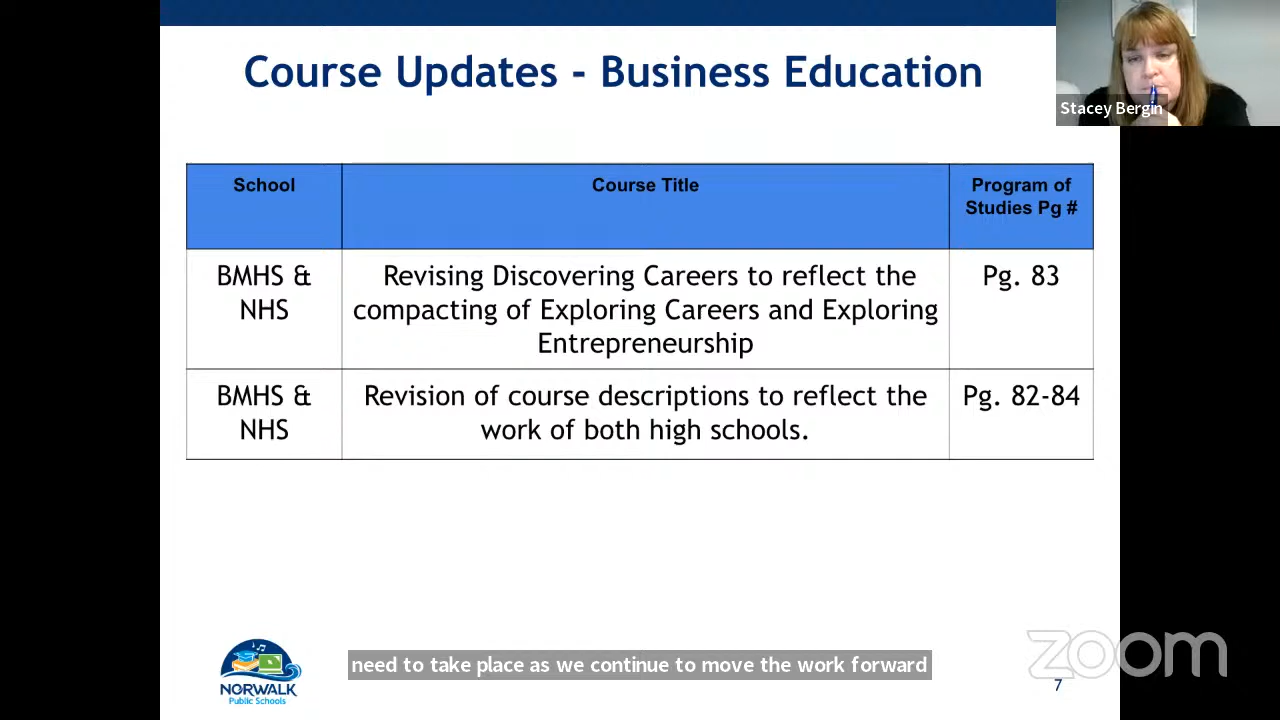 Course Updates - Business Education
Stacey Bergin
School
Course Title
Program of
Studies Pg #
BMHS &
NHS
Revising Discovering Careers to reflect the
compacting of Exploring Careers and Exploring
Entrepreneurship
Pg. 83
BMHS &
NHS
Revision of course descriptions to reflect the
work of both high schools.
Pg. 82-84
NORWALK
Public Schools
need to take place as we continue to move the work forward
zoom
7